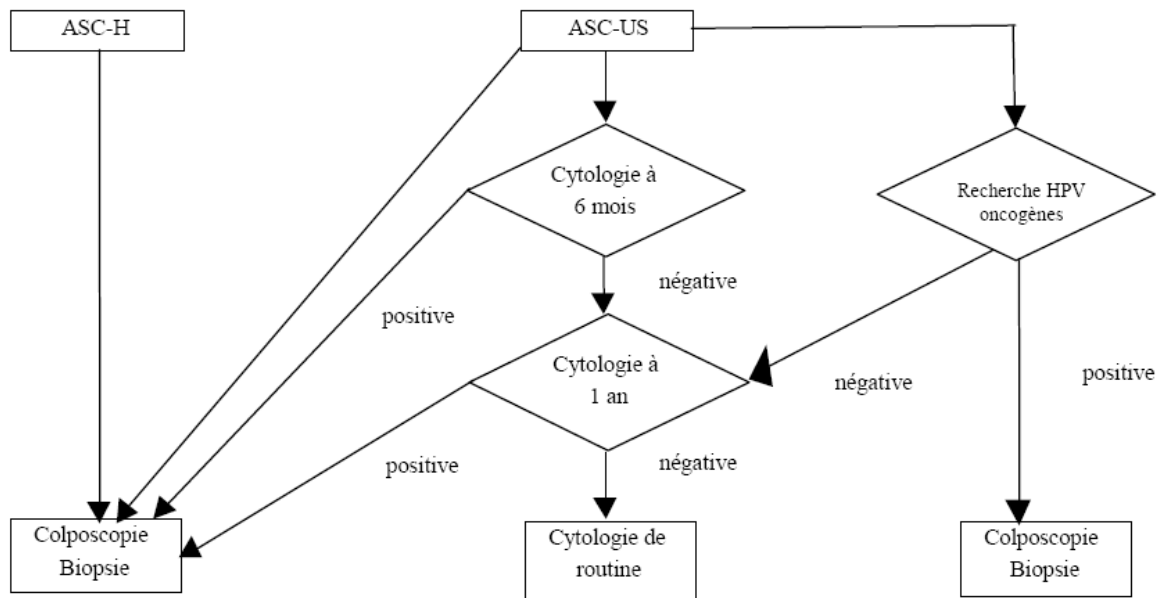 ASC-H
ASC-US
Cytologie à
6 mois
Recherche HPV
oncogènes
négative
positive
Cytologie à
1 an
négative
positive
positive
négative
Colposcopie
Biopsie
Cytologie de
routine
Colposcopie
Biopsie